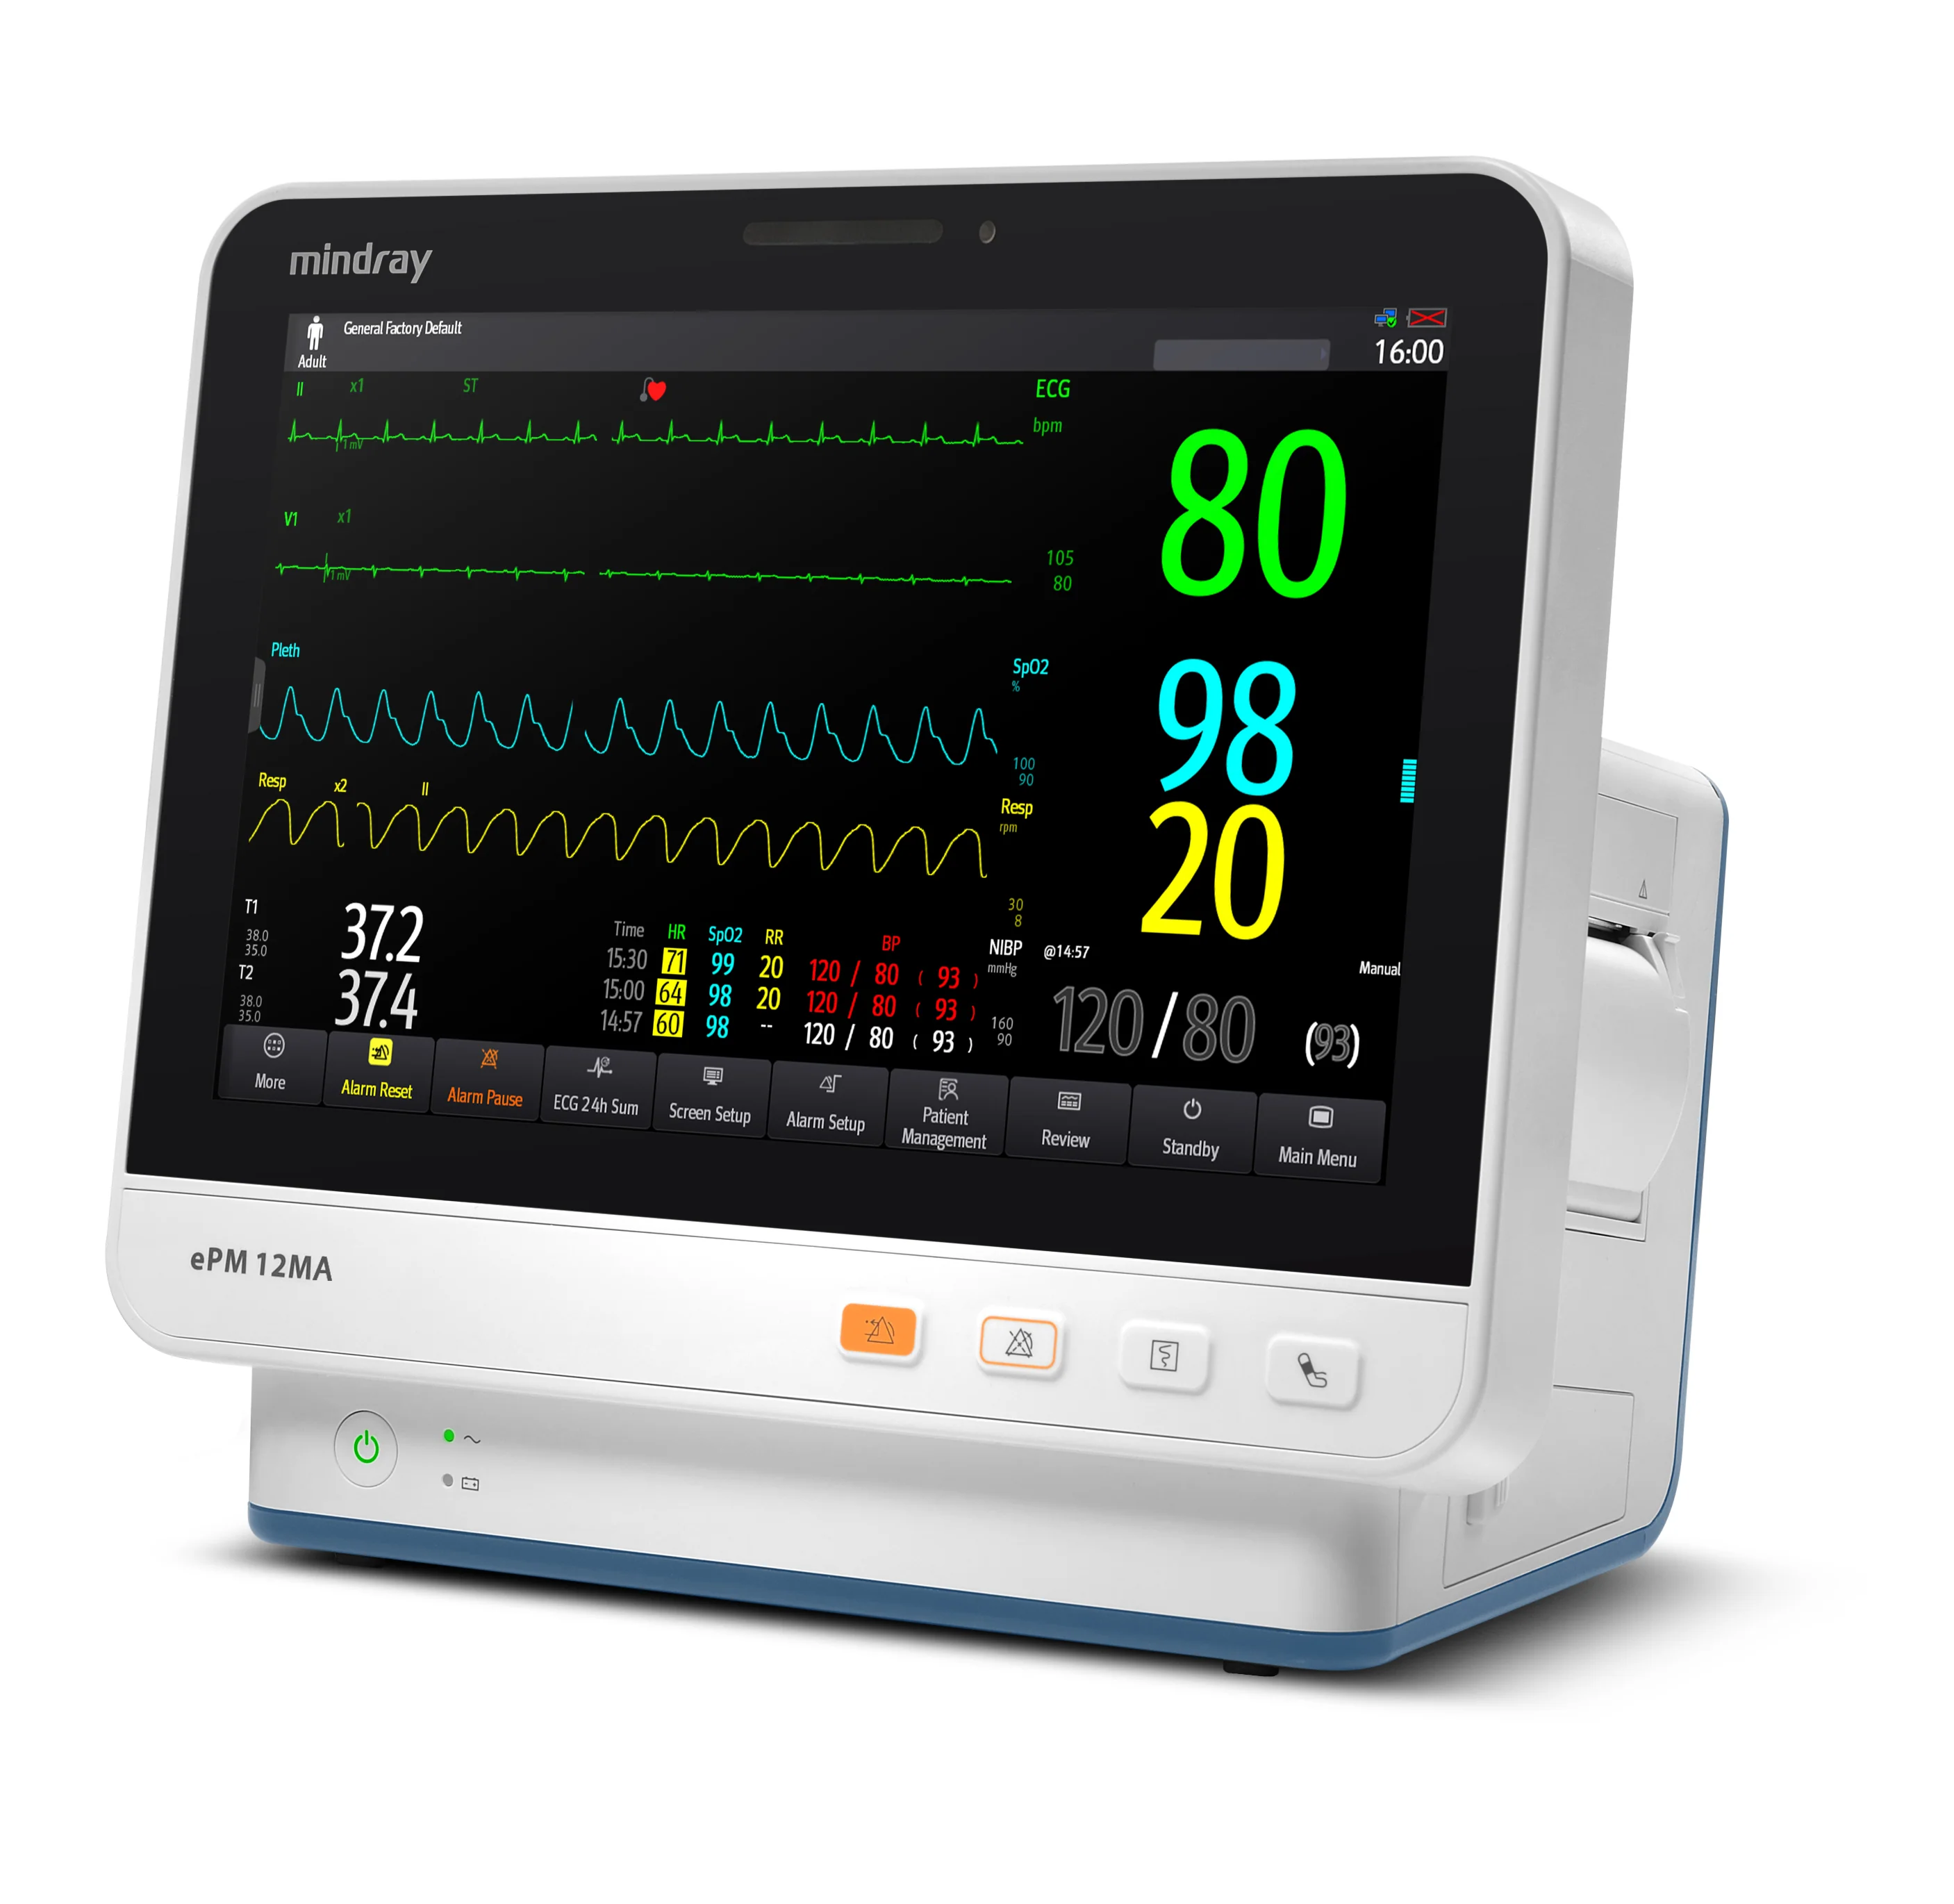 mindray
General Factory Default
Adult
16:00
II x1 ST
ECG
bpm
1 mV
80
V1 x1
1 mV
105
80
Pleth
SpO2
%
98
100
90
Resp x2 II
Resp
rpm
20
30
8
T1
38.0
35.0
37.2
T2
38.0
35.0
37.4
Time HR SpO2 RR BP
15:30 71 99 20 120 / 80 ( 93 )
15:00 64 98 20 120 / 80 ( 93 )
14:57 60 98 -- 120 / 80 ( 93 )
NIBP @14:57
mmHg
Manual
160
90
120 / 80 (93)
More
Alarm Reset
Alarm Pause
ECG 24h Sum
Screen Setup
Alarm Setup
Patient
Management
Review
Standby
Main Menu
ePM 12MA